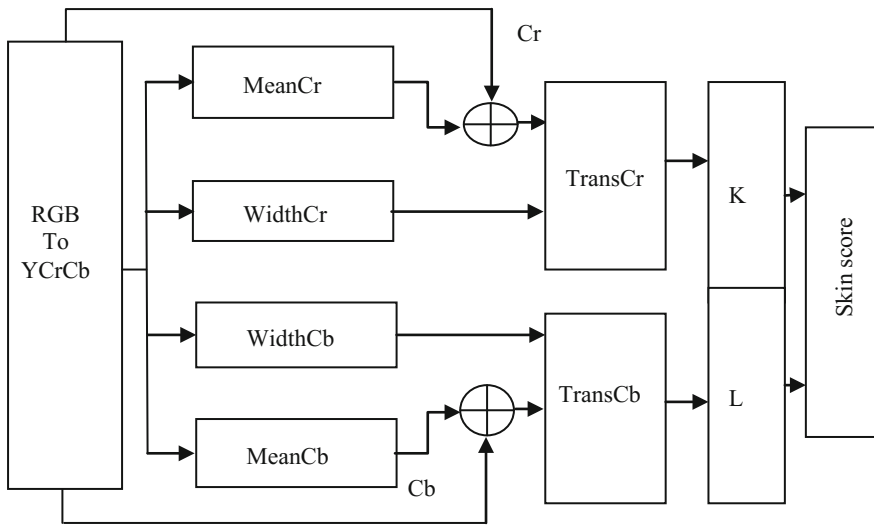 Cr
MeanCr
TransCr
RGB
To
YCrCb
WidthCr
K
Skin score
WidthCb
TransCb
L
MeanCb
Cb